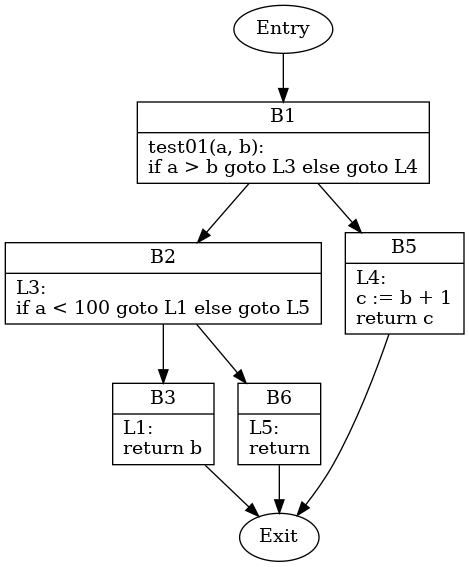 Entry
B1
test01(a, b):
if a > b goto L3 else goto L4
B2
L3:
if a < 100 goto L1 else goto L5
B5
L4:
c := b + 1
return c
B3
L1:
return b
B6
L5:
return
Exit